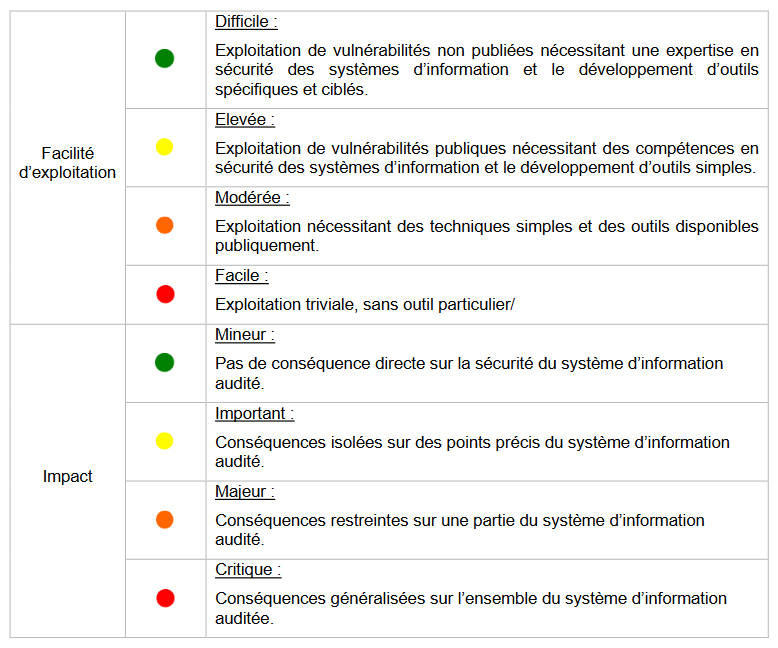 Facilité
d’exploitation
Difficile :
Exploitation de vulnérabilités non publiées nécessitant une expertise en
sécurité des systèmes d’information et le développement d’outils
spécifiques et ciblés.
Elevée :
Exploitation de vulnérabilités publiques nécessitant des compétences en
sécurité des systèmes d’information et le développement d’outils simples.
Modérée :
Exploitation nécessitant des techniques simples et des outils disponibles
publiquement.
Facile :
Exploitation triviale, sans outil particulier/
Impact
Mineur :
Pas de conséquence directe sur la sécurité du système d’information
audité.
Important :
Conséquences isolées sur des points précis du système d’information
audité.
Majeur :
Conséquences restreintes sur une partie du système d’information
audité.
Critique :
Conséquences généralisées sur l’ensemble du système d’information
auditée.